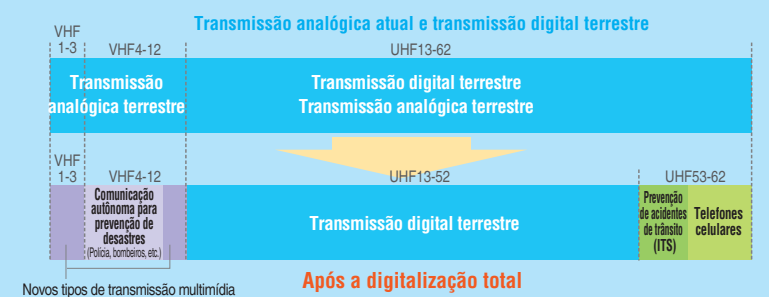 Transmissão analógica atual e transmissão digital terrestre
VHF
1-3
VHF4-12
UHF13-62
Transmissão
analógica terrestre
Transmissão digital terrestre
Transmissão analógica terrestre
VHF
1-3
VHF4-12
UHF13-52
UHF53-62
Comunicação
autônoma para
prevenção de
desastres
(Polícia, bombeiros, etc.)
Transmissão digital terrestre
Prevenção
de acidentes
de trânsito
(ITS)
Telefones
celulares
Novos tipos de transmissão multimídia
Após a digitalização total